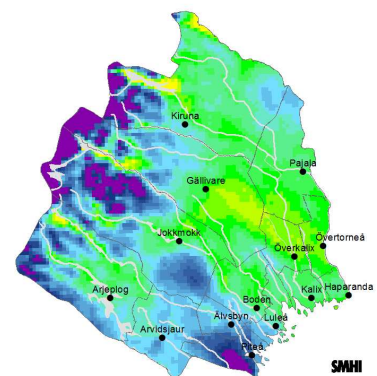 Kiruna
Pajala
Gällivare
Övertorneå
Jokkmokk
Överkalix
Arjeplog
Boden
Kalix
Haparanda
Älvsbyn
Luleå
Arvidsjaur
Piteå
SMHI